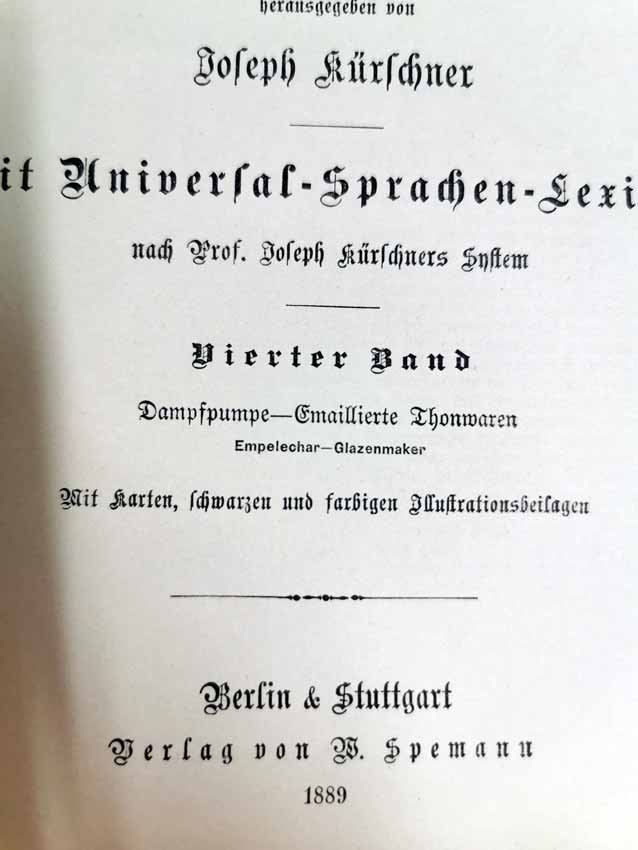 herausgegeben von
Joseph Kürschner
it Universal-Sprachen-Lexi
nach Prof. Joseph Kürschners System
Vierter Band
Dampfpumpe—Emaillierte Thonwaren
Empelechar—Glazenmaker
Mit Karten, schwarzen und farbigen Illustrationsbeilagen
Berlin & Stuttgart
Verlag von W. Spemann
1889